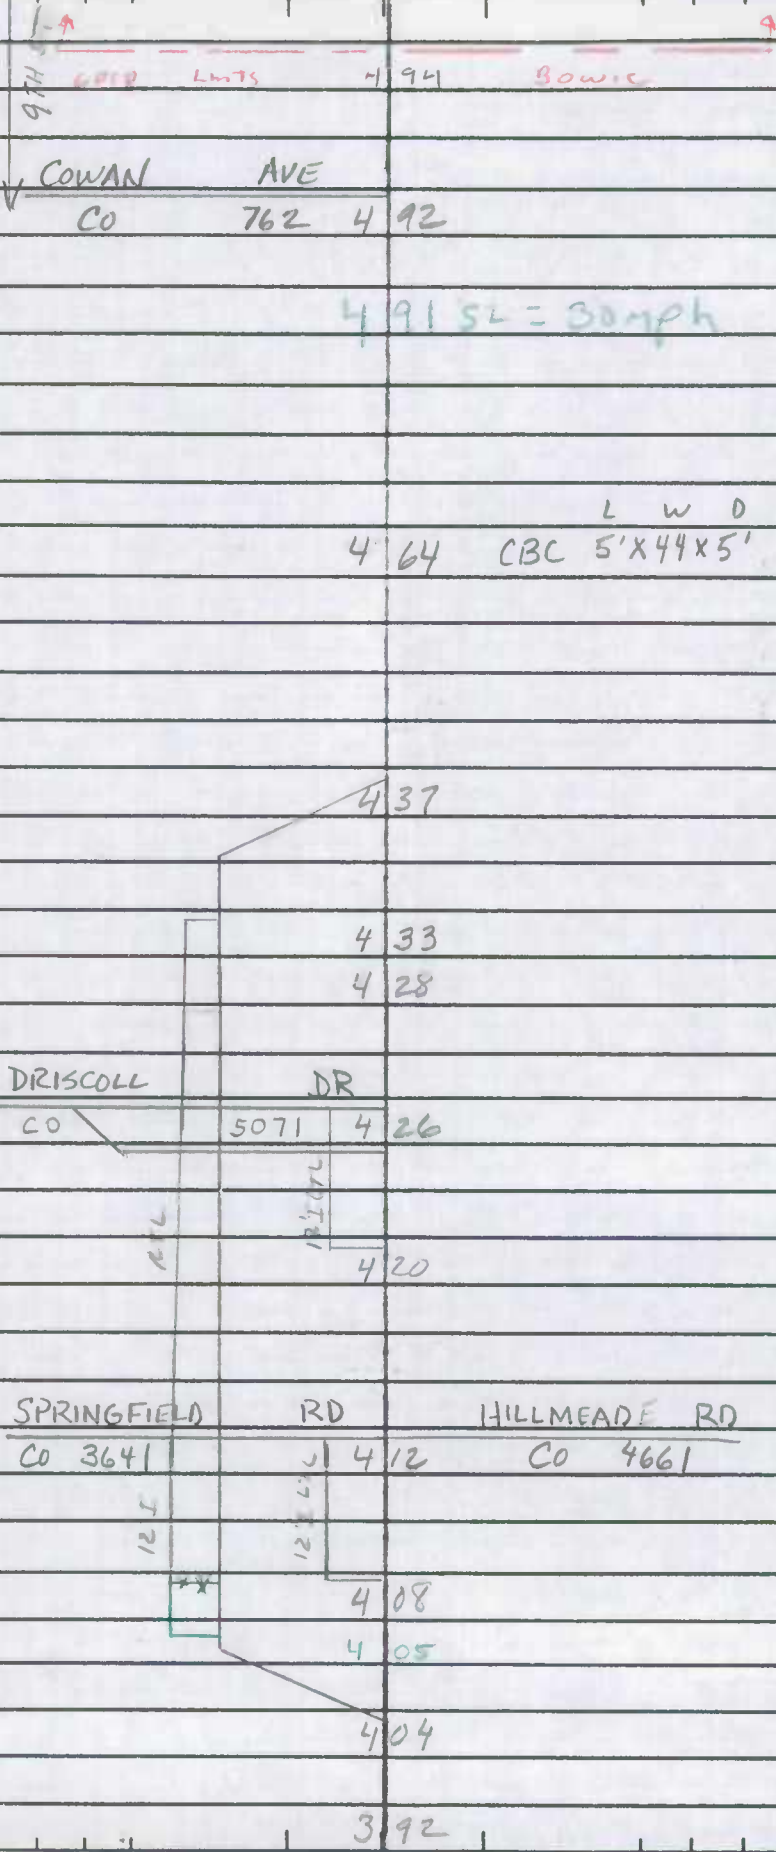 9TH ST
Lmts 4 94 Bowie
COWAN AVE
CO 762 4 92
4 91 SL = 30mph
L W D
4 64 CBC 5'X44X5'
4 37
4 33
4 28
DRISCOLL DR
CO 5071 4 26
RTL 12'I LTL
4 20
SPRINGFIELD RD HILLMEADE RD
CO 3641 4 12 CO 4661
12 I 12'I LTL
4 08
4 05
4 04
3 92